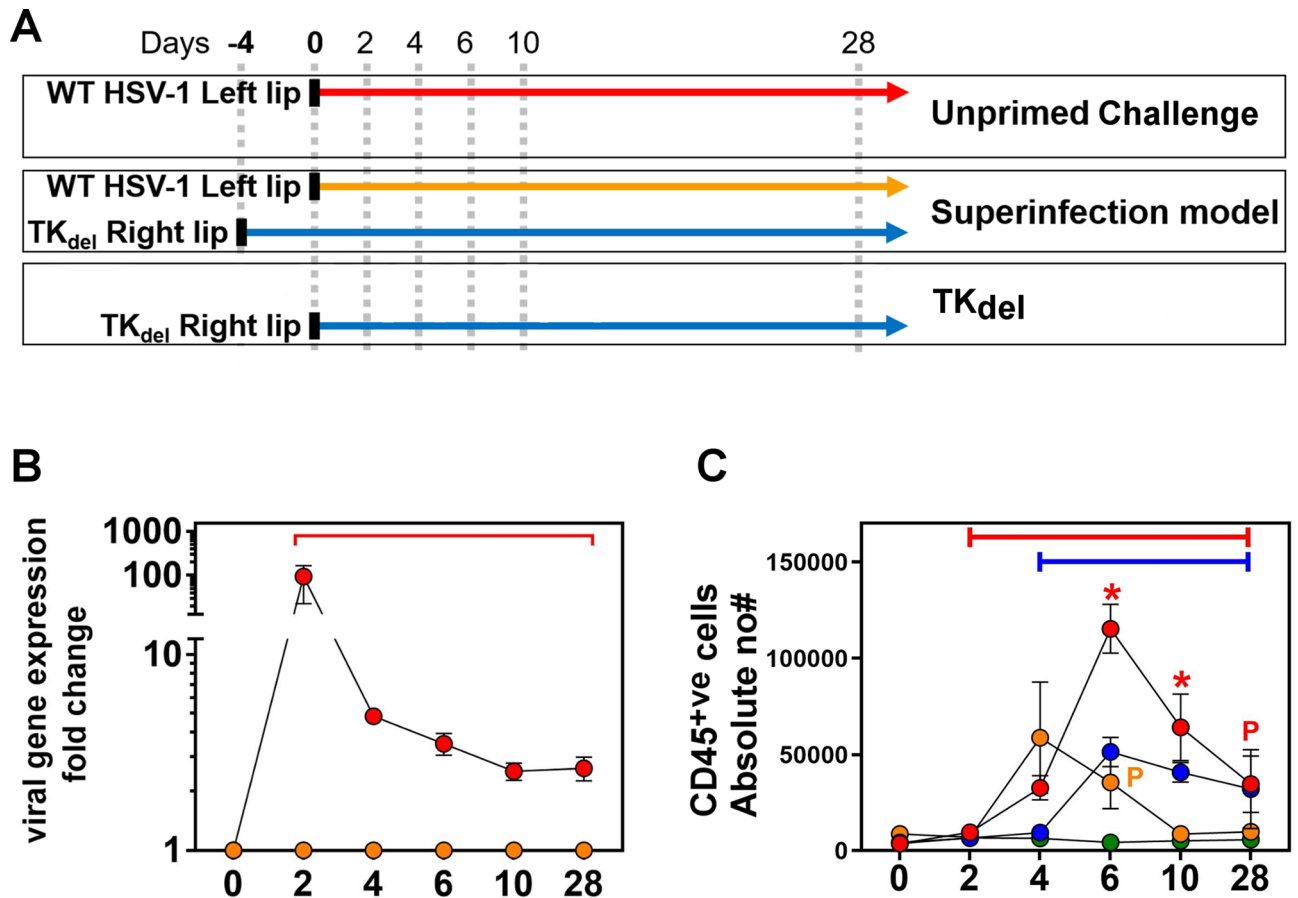 A
Days -4 0 2 4 6 10 28
WT HSV-1 Left lip
Unprimed Challenge
WT HSV-1 Left lip
Superinfection model
TKdel Right lip
TKdel
TKdel Right lip
B
viral gene expression
fold change
1000
100
10
1
0 2 4 6 10 28
C
CD45+ve cells
Absolute no#
150000
100000
50000
0
*
*
P
P
0 2 4 6 10 28